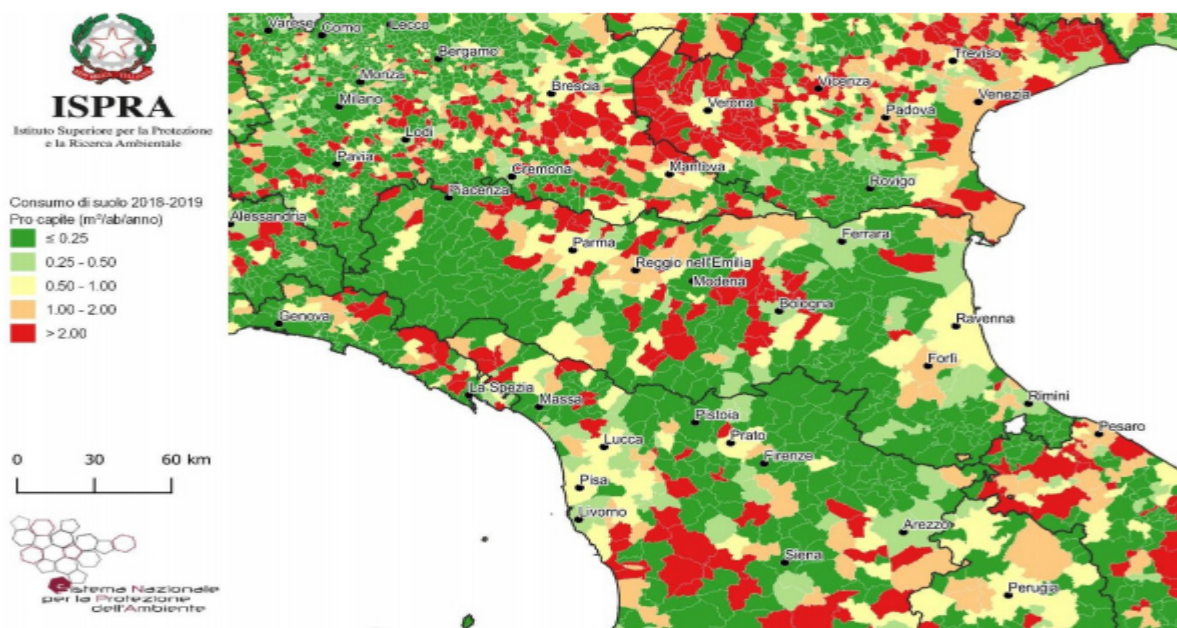 ISPRA
Istituto Superiore per la Protezione
e la Ricerca Ambientale
Consumo di suolo 2018-2019
Pro capite (m²/ab/anno)
≤ 0.25
0.25 - 0.50
0.50 - 1.00
1.00 - 2.00
> 2.00
0 30 60 km
Sistema Nazionale
per la Protezione
dell'Ambiente
Varese
Como
Lecco
Bergamo
Monza
Milano
Brescia
Lodi
Pavia
Cremona
Piacenza
Alessandria
Treviso
Vicenza
Venezia
Verona
Padova
Mantova
Rovigo
Ferrara
Parma
Reggio nell'Emilia
Modena
Bologna
Genova
Ravenna
Forlì
La Spezia
Massa
Rimini
Pistoia
Pesaro
Lucca
Prato
Firenze
Pisa
Livorno
Arezzo
Siena
Perugia